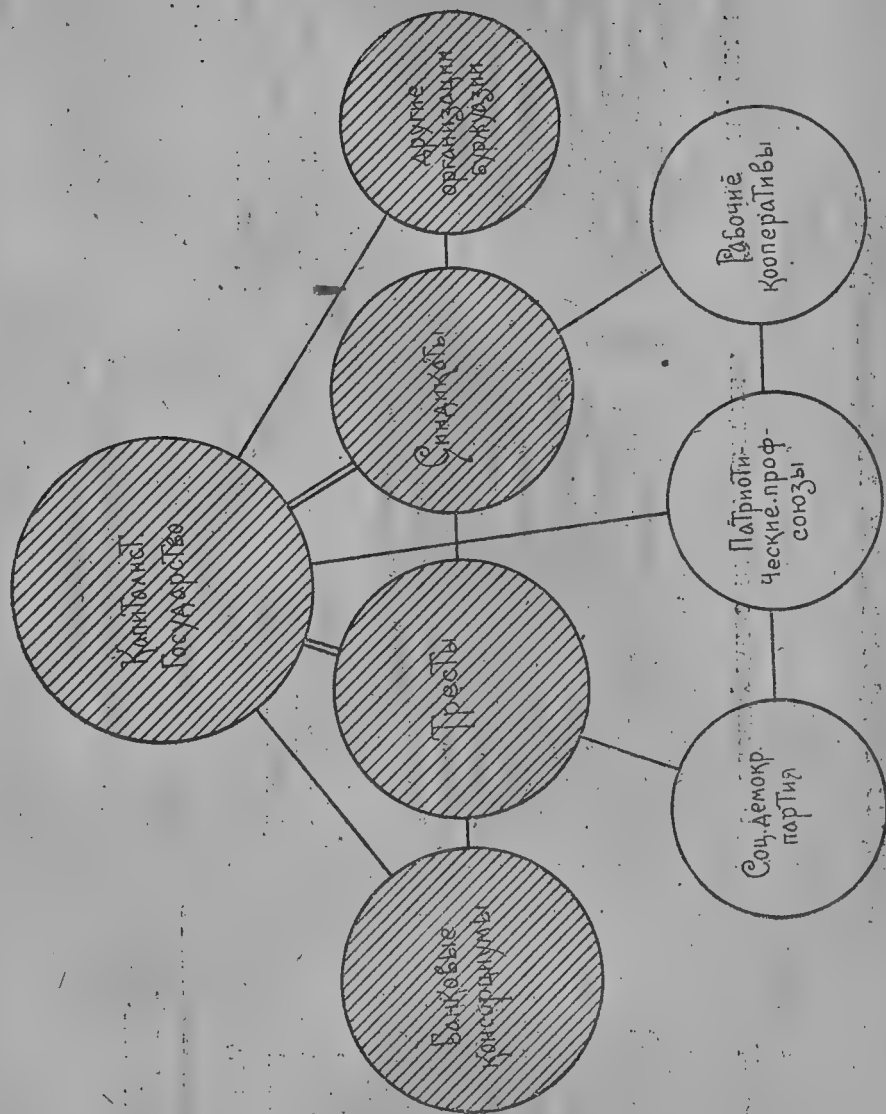 Капиталист
Государство
Банковые
консорциумы
Тресты
Синдикаты
другие
организации
буржуазии
Соц. демокр.
партия
Патриоти-
ческие проф-
союзы
Рабочие
кооперативы